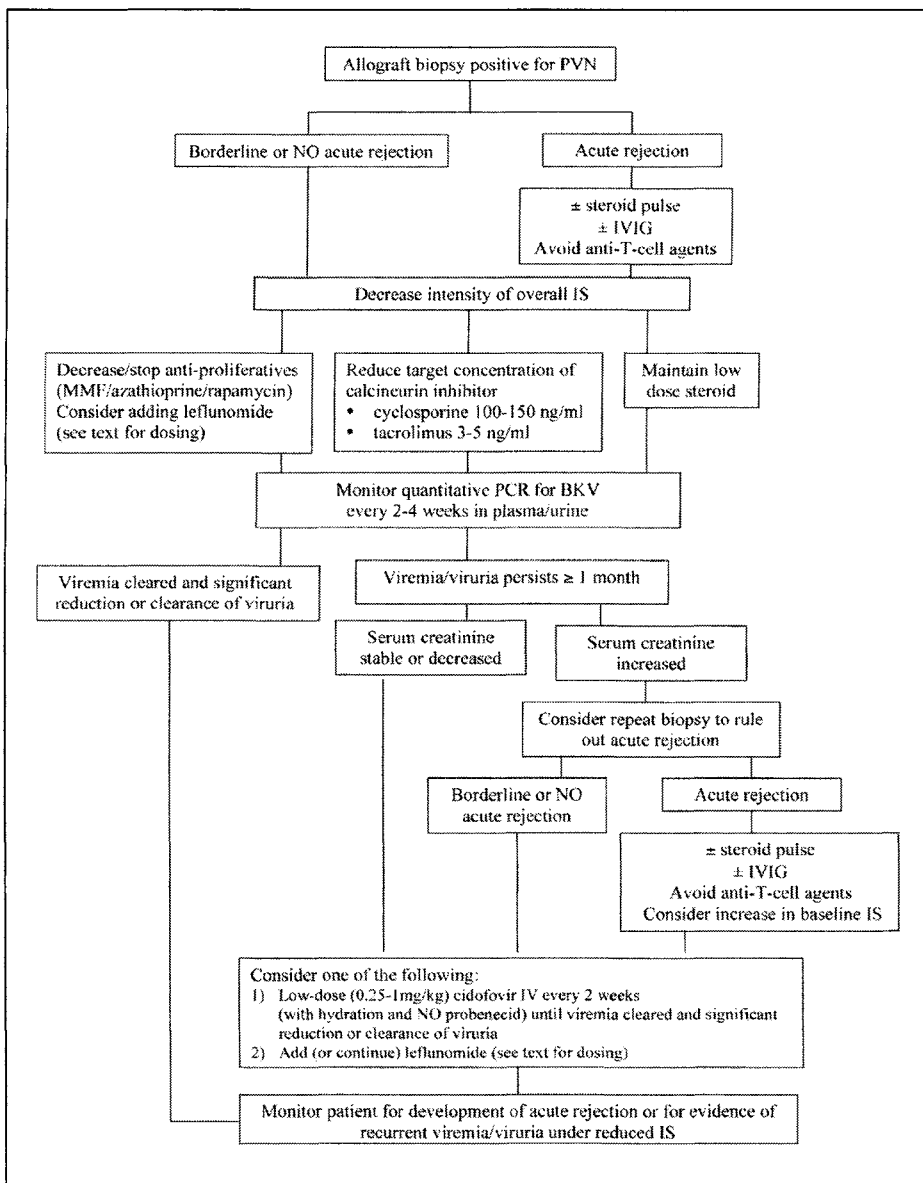 Allograft biopsy positive for PVN
Borderline or NO acute rejection
Acute rejection
± steroid pulse
± IVIG
Avoid anti-T-cell agents
Decrease intensity of overall IS
Decrease/stop anti-proliferatives
(MMF/azathioprine/rapamycin)
Consider adding leflunomide
(see text for dosing)
Reduce target concentration of
calcineurin inhibitor
• cyclosporine 100-150 ng/ml
• tacrolimus 3-5 ng/ml
Maintain low
dose steroid
Monitor quantitative PCR for BKV
every 2-4 weeks in plasma/urine
Viremia cleared and significant
reduction or clearance of viruria
Viremia/viruria persists ≥ 1 month
Serum creatinine
stable or decreased
Serum creatinine
increased
Consider repeat biopsy to rule
out acute rejection
Borderline or NO
acute rejection
Acute rejection
± steroid pulse
± IVIG
Avoid anti-T-cell agents
Consider increase in baseline IS
Consider one of the following:
1) Low-dose (0.25-1mg/kg) cidofovir IV every 2 weeks
(with hydration and NO probenecid) until viremia cleared and significant
reduction or clearance of viruria
2) Add (or continue) leflunomide (see text for dosing)
Monitor patient for development of acute rejection or for evidence of
recurrent viremia/viruria under reduced IS